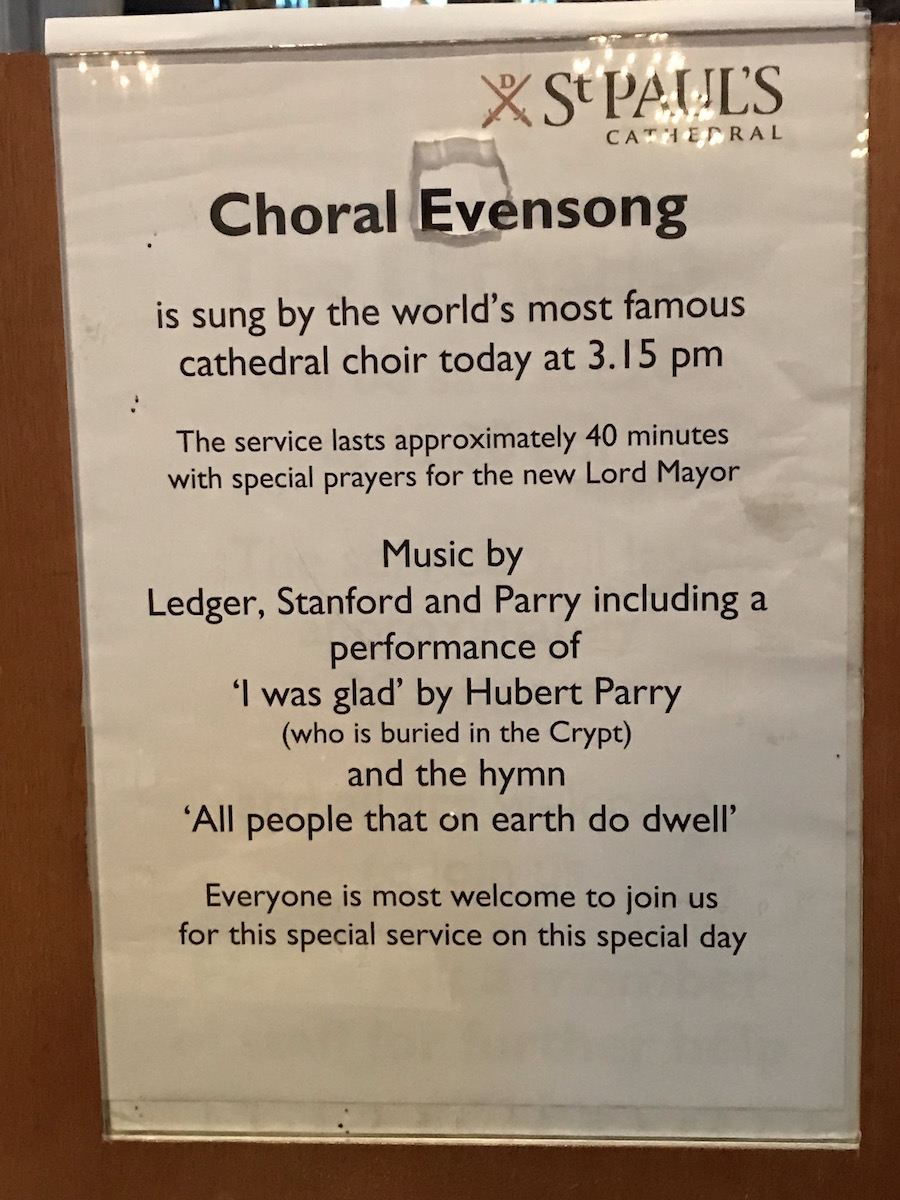 D
St PAUL'S
CATHEDRAL
Choral Evensong
is sung by the world's most famous
cathedral choir today at 3.15 pm
The service lasts approximately 40 minutes
with special prayers for the new Lord Mayor
Music by
Ledger, Stanford and Parry including a
performance of
'I was glad' by Hubert Parry
(who is buried in the Crypt)
and the hymn
'All people that on earth do dwell'
Everyone is most welcome to join us
for this special service on this special day